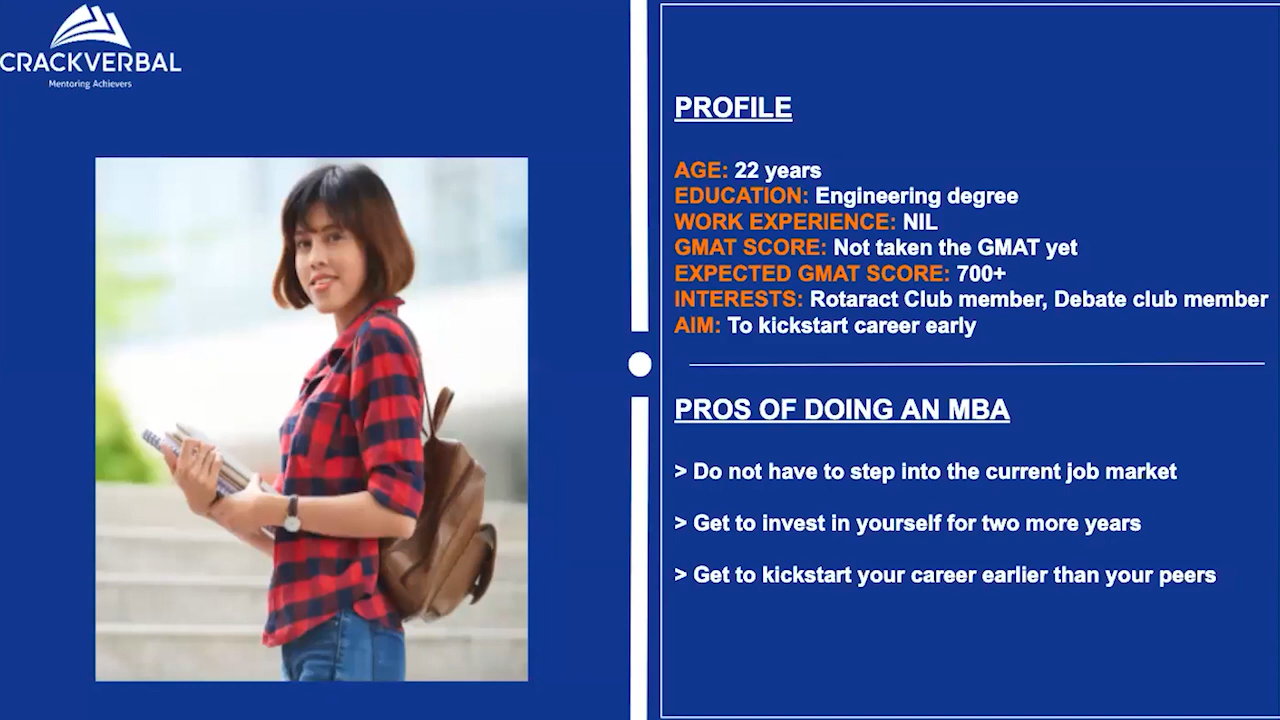 CRACKVERBAL
Mentoring Achievers
PROFILE
AGE: 22 years
EDUCATION: Engineering degree
WORK EXPERIENCE: NIL
GMAT SCORE: Not taken the GMAT yet
EXPECTED GMAT SCORE: 700+
INTERESTS: Rotaract Club member, Debate club member
AIM: To kickstart career early
PROS OF DOING AN MBA
> Do not have to step into the current job market
> Get to invest in yourself for two more years
> Get to kickstart your career earlier than your peers